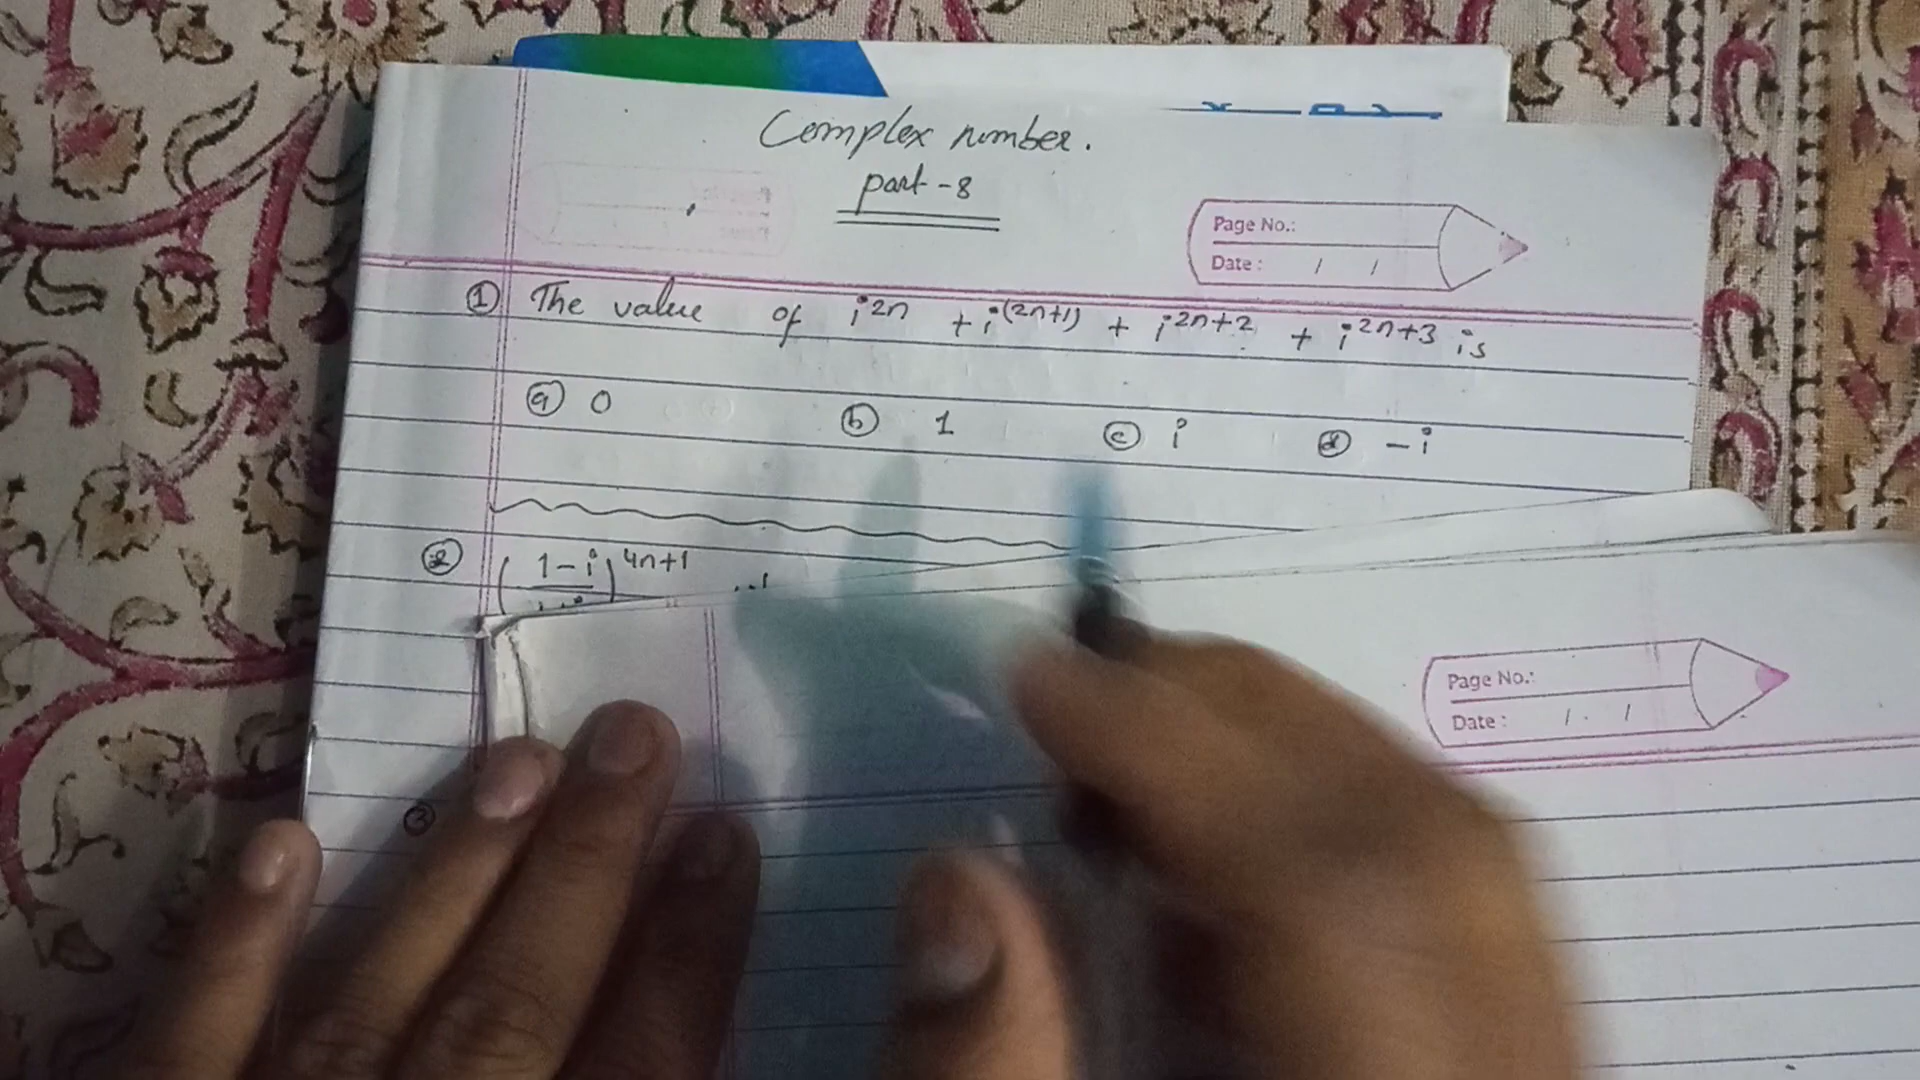 Complex number.
part-8
Page No.:
Date : / /
① The value of i^2n + i^(2n+1) + i^2n+2 + i^2n+3 is
ⓐ 0 ⓑ 1 ⓒ i ⓓ -i
② (1-i)^4n+1
Page No.:
Date : / /
③